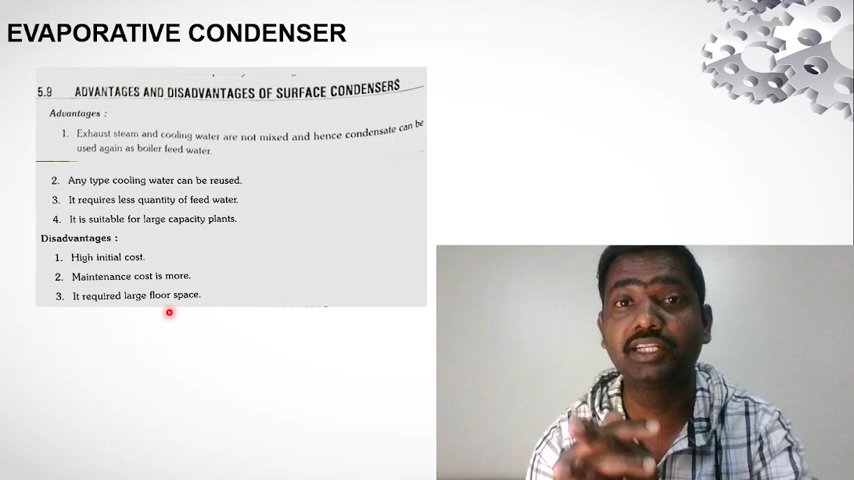 EVAPORATIVE CONDENSER
5.9 ADVANTAGES AND DISADVANTAGES OF SURFACE CONDENSERS
Advantages :
1. Exhaust steam and cooling water are not mixed and hence condensate can be
used again as boiler feed water.
2. Any type cooling water can be reused.
3. It requires less quantity of feed water.
4. It is suitable for large capacity plants.
Disadvantages :
1. High initial cost.
2. Maintenance cost is more.
3. It required large floor space.